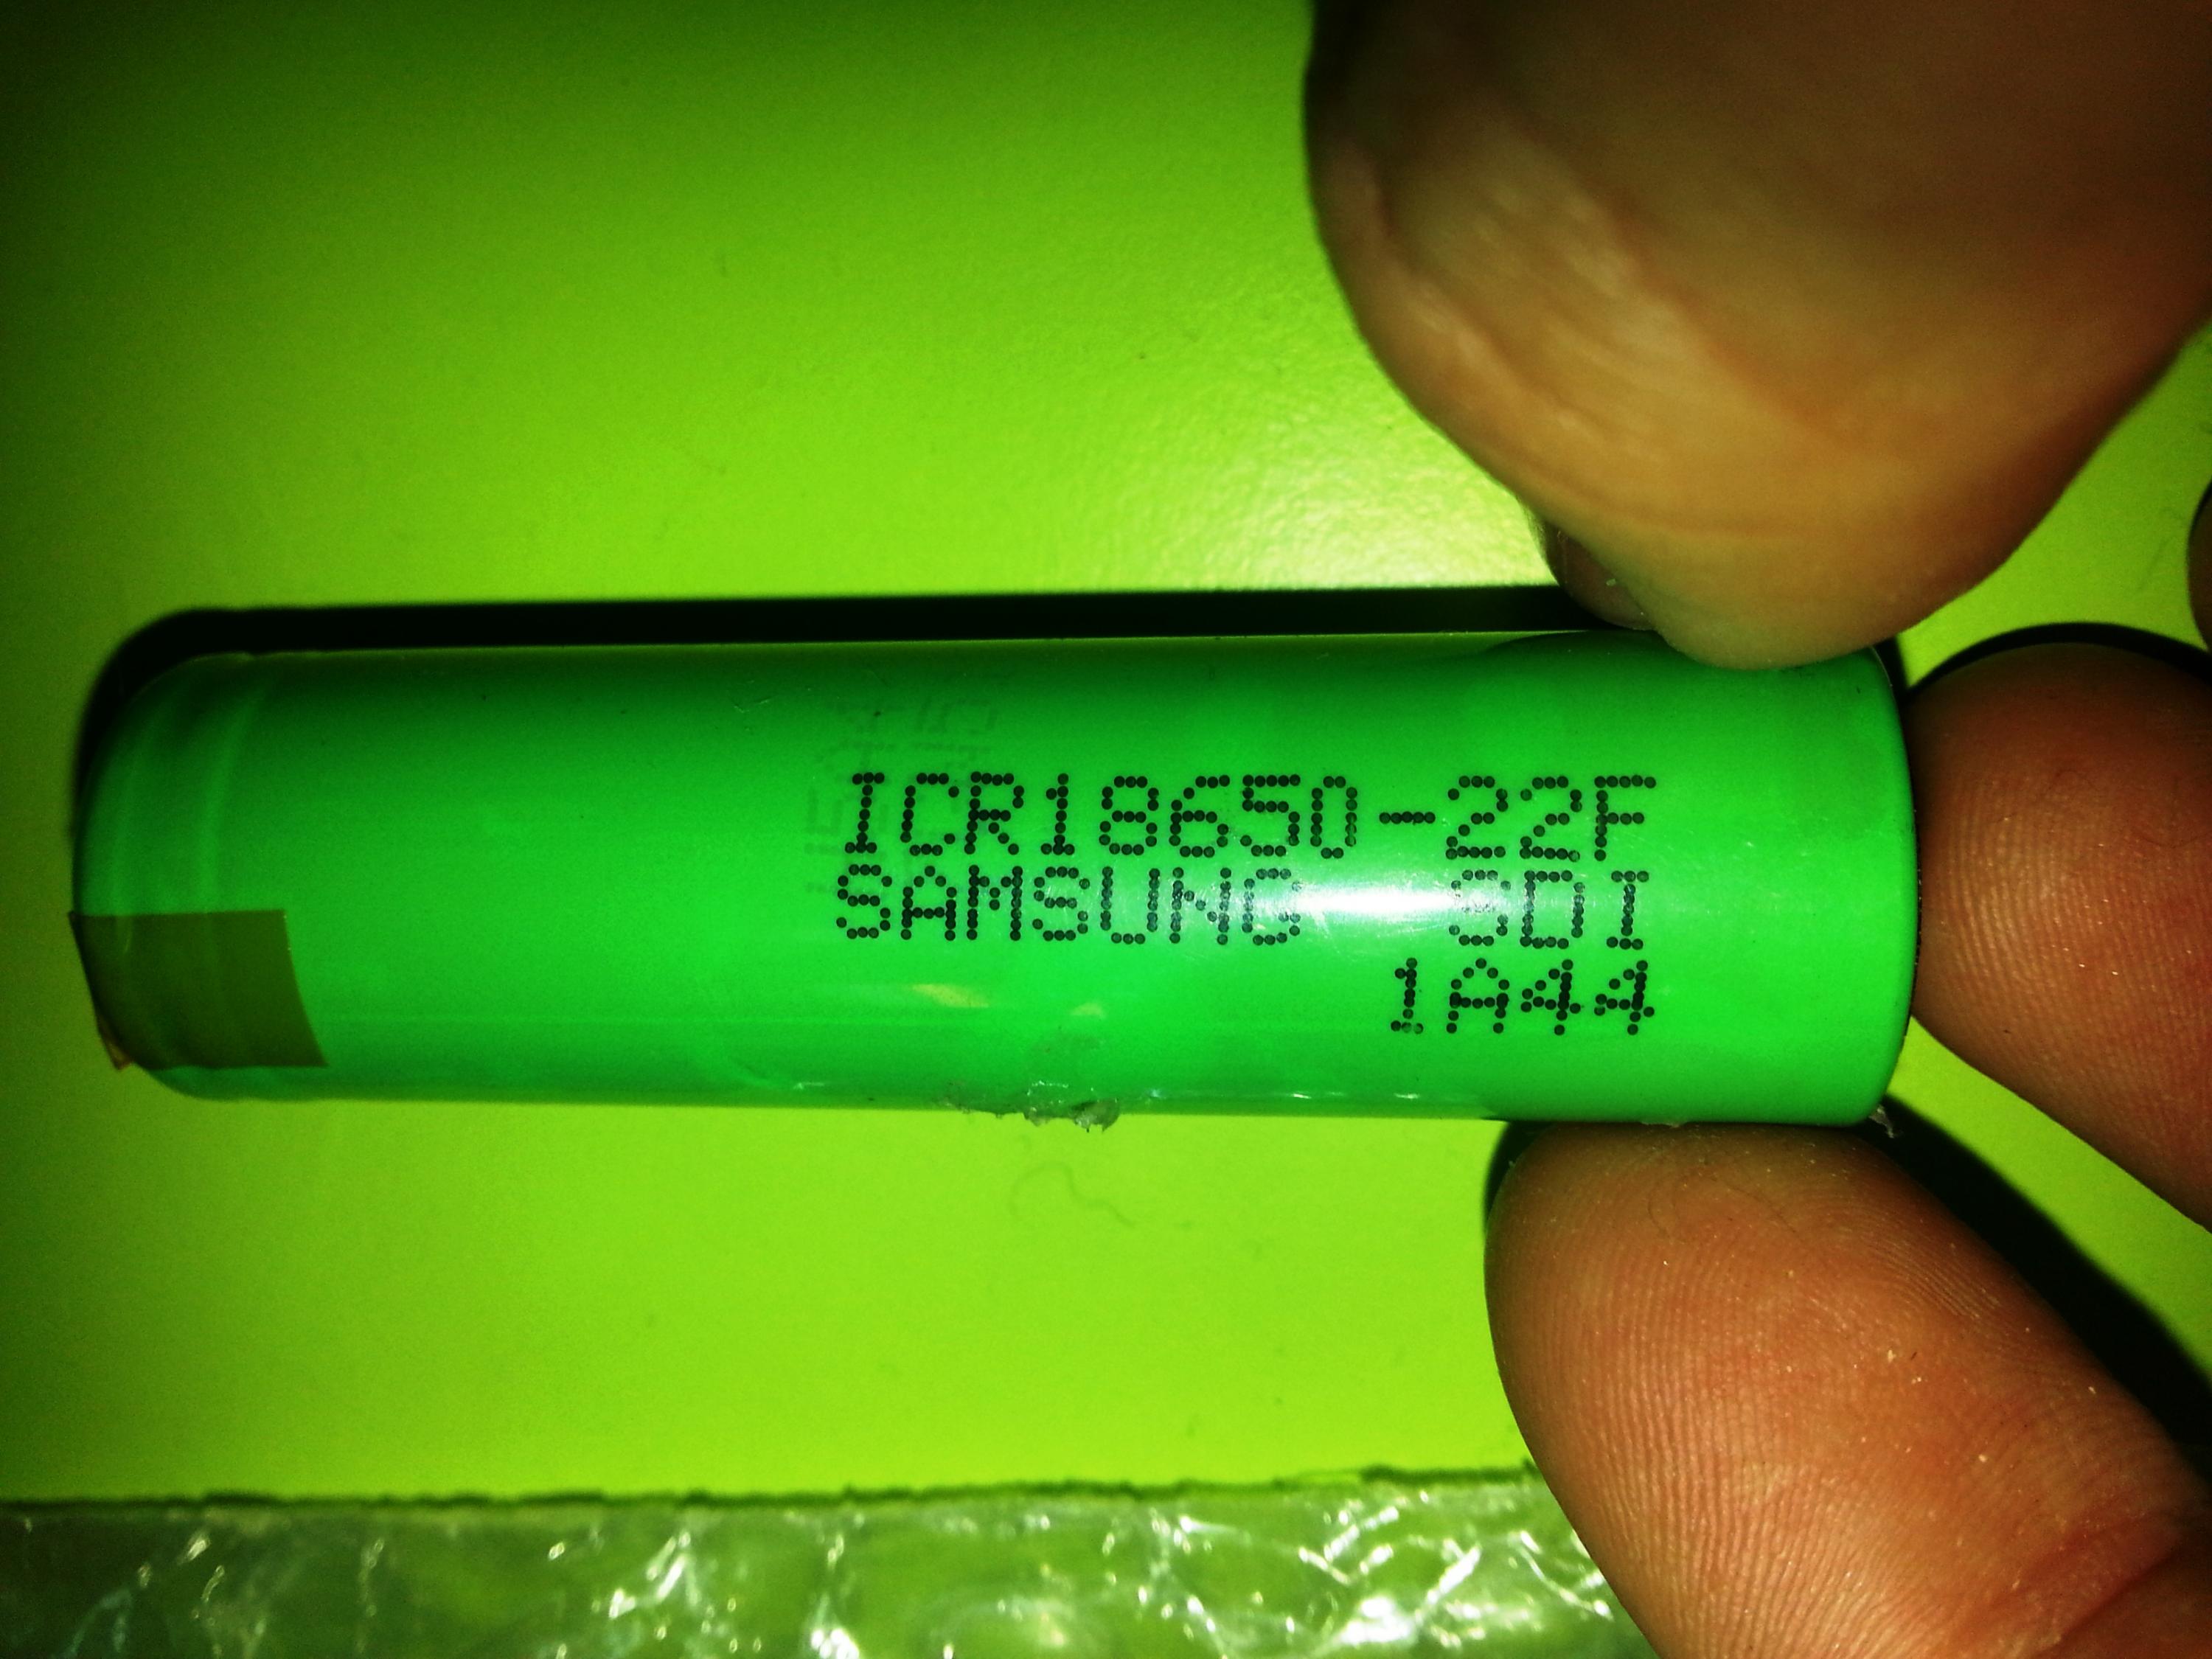 ICR18650-22F
SAMSUNG SDI
1A44